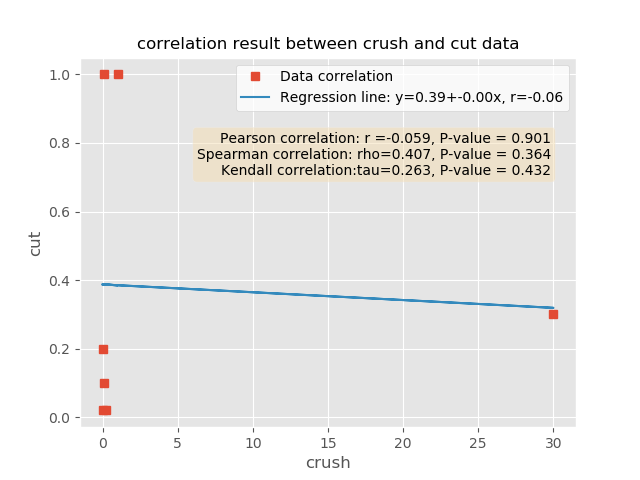 correlation result between crush and cut data
Data correlation
Regression line: y=0.39+-0.00x, r=-0.06
Pearson correlation: r =-0.059, P-value = 0.901
Spearman correlation: rho=0.407, P-value = 0.364
Kendall correlation:tau=0.263, P-value = 0.432
1.0
0.8
0.6
0.4
0.2
0.0
cut
0 5 10 15 20 25 30
crush